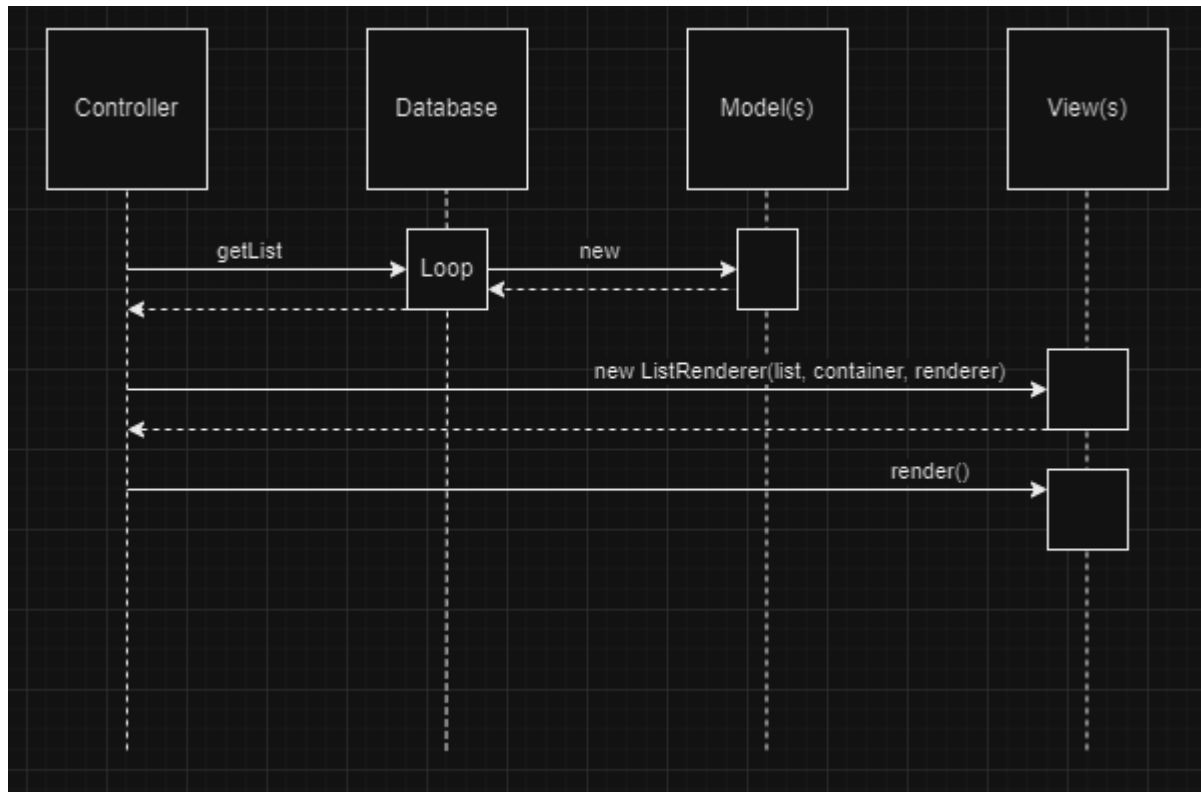 Controller
Database
Model(s)
View(s)
getList
Loop
new
new ListRenderer(list, container, renderer)
render()